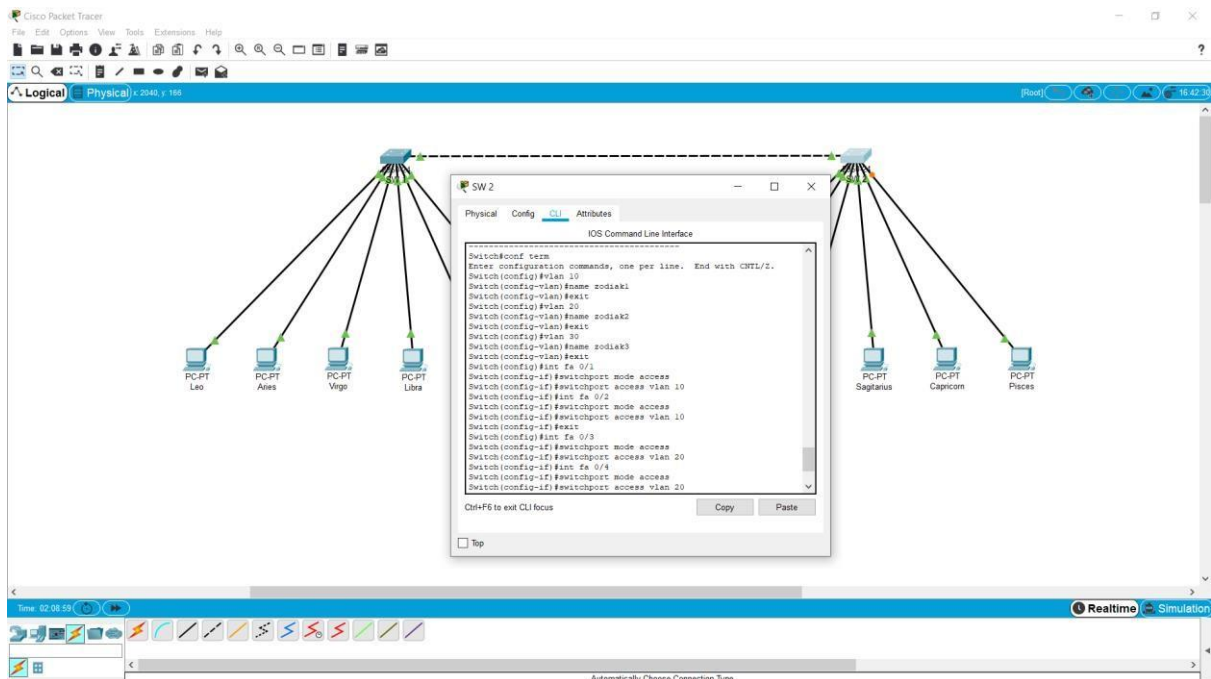 Cisco Packet Tracer
File Edit Options View Tools Extensions Help
?
Logical Physical x: 2040, y: 166 [Root] 16:42:30
SW 2
Physical Config CLI Attributes
IOS Command Line Interface
Switch#conf term
Enter configuration commands, one per line. End with CNTL/Z.
Switch(config)#vlan 10
Switch(config-vlan)#name zodiak1
Switch(config-vlan)#exit
Switch(config)#vlan 20
Switch(config-vlan)#name zodiak2
Switch(config-vlan)#exit
Switch(config)#vlan 30
Switch(config-vlan)#name zodiak3
Switch(config-vlan)#exit
Switch(config)#int fa 0/1
Switch(config-if)#switchport mode access
Switch(config-if)#switchport access vlan 10
Switch(config-if)#int fa 0/2
Switch(config-if)#switchport mode access
Switch(config-if)#switchport access vlan 10
Switch(config-if)#exit
Switch(config)#int fa 0/3
Switch(config-if)#switchport mode access
Switch(config-if)#switchport access vlan 20
Switch(config-if)#int fa 0/4
Switch(config-if)#switchport mode access
Switch(config-if)#switchport access vlan 20
Ctrl+F6 to exit CLI focus Copy Paste
Top
PC-PT PC-PT PC-PT PC-PT PC-PT PC-PT PC-PT
Leo Aries Virgo Libra Sagitarius Capricorn Pisces
Time: 02:08:59 Realtime Simulation
Automatically Choose Connection Type